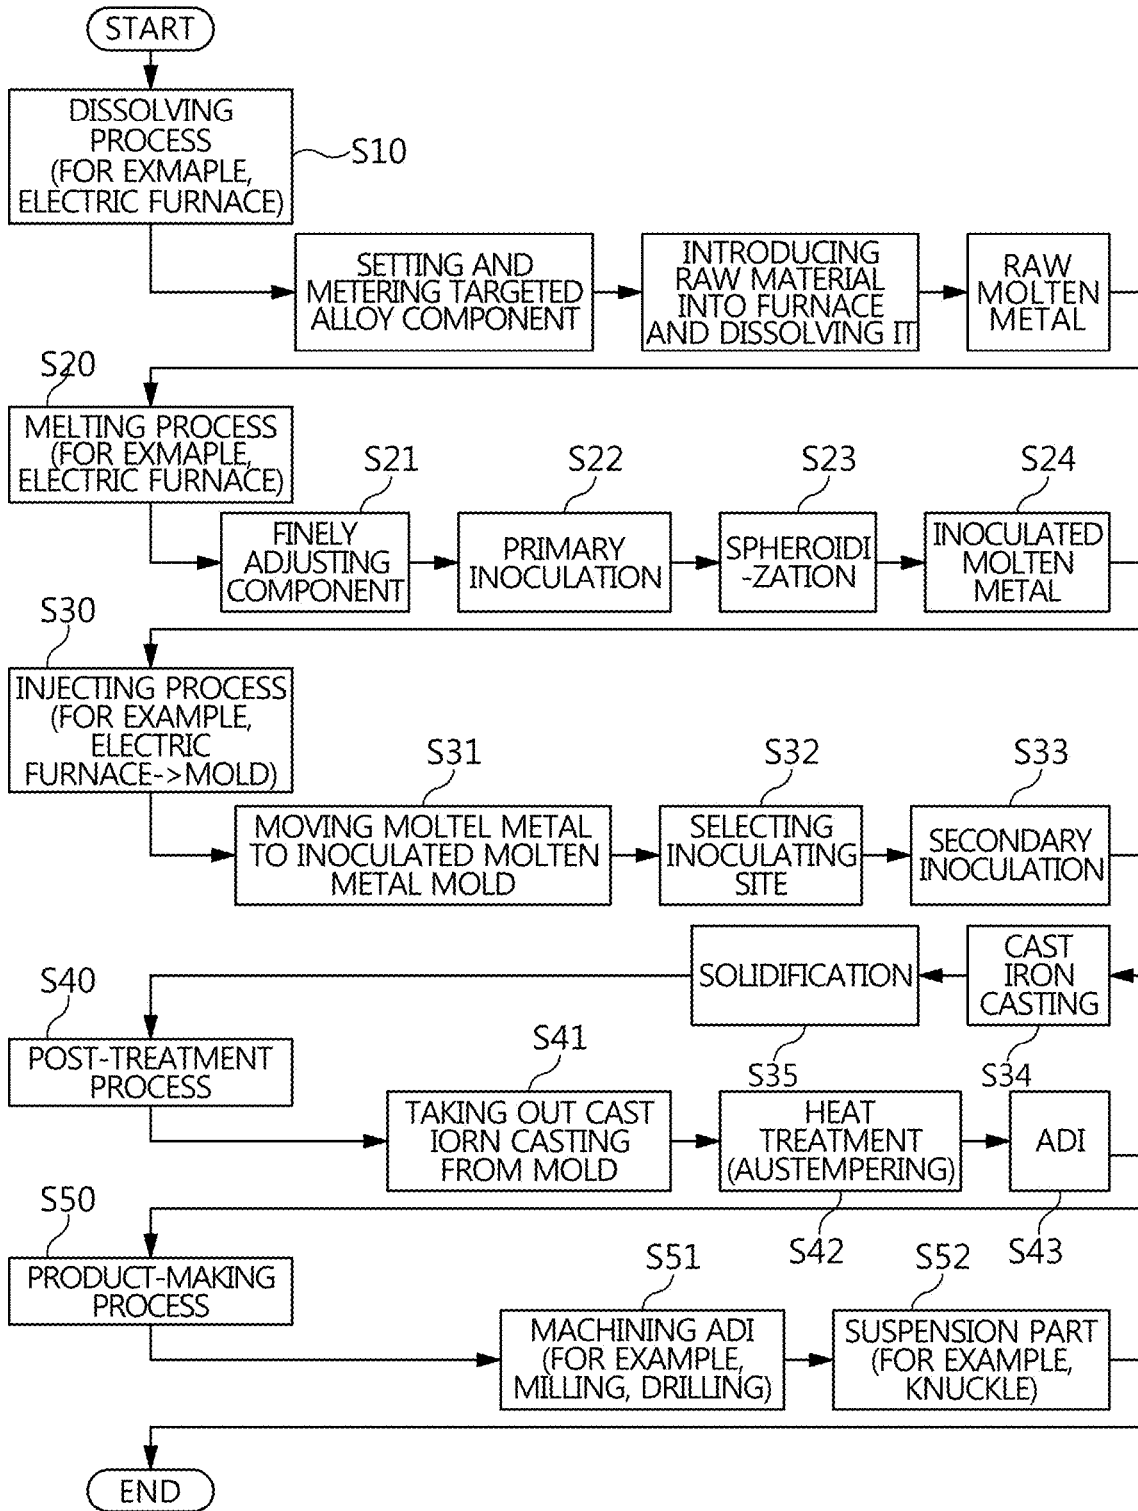 START
DISSOLVING
PROCESS
(FOR EXMAPLE,
ELECTRIC FURNACE)
S10
SETTING AND
METERING TARGETED
ALLOY COMPONENT
INTRODUCING
RAW MATERIAL
INTO FURNACE
AND DISSOLVING IT
RAW
MOLTEN
METAL
S20
MELTING PROCESS
(FOR EXMAPLE,
ELECTRIC FURNACE)
S21
FINELY
ADJUSTING
COMPONENT
S22
PRIMARY
INOCULATION
S23
SPHEROIDI
-ZATION
S24
INOCULATED
MOLTEN
METAL
S30
INJECTING PROCESS
(FOR EXAMPLE,
ELECTRIC
FURNACE->MOLD)
S31
MOVING MOLTEL METAL
TO INOCULATED MOLTEN
METAL MOLD
S32
SELECTING
INOCULATING
SITE
S33
SECONDARY
INOCULATION
CAST
IRON
CASTING
S34
SOLIDIFICATION
S35
S40
POST-TREATMENT
PROCESS
S41
TAKING OUT CAST
IORN CASTING
FROM MOLD
HEAT
TREATMENT
(AUSTEMPERING)
S42
ADI
S43
S50
PRODUCT-MAKING
PROCESS
S51
MACHINING ADI
(FOR EXAMPLE,
MILLING, DRILLING)
S52
SUSPENSION PART
(FOR EXAMPLE,
KNUCKLE)
END